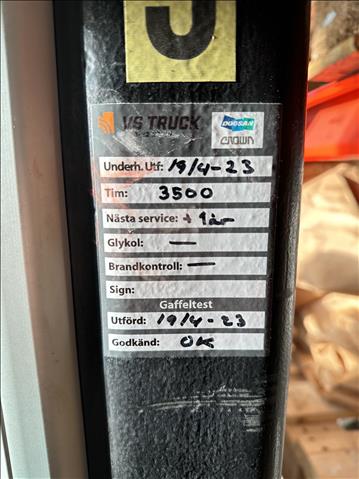 VS TRUCK
DOOSAN
CROWN
Underh. Utf: 19/4-23
Tim: 3500
Nästa service: + 1 år
Glykol: —
Brandkontroll: —
Sign:
Gaffeltest
Utförd: 19/4-23
Godkänd: OK